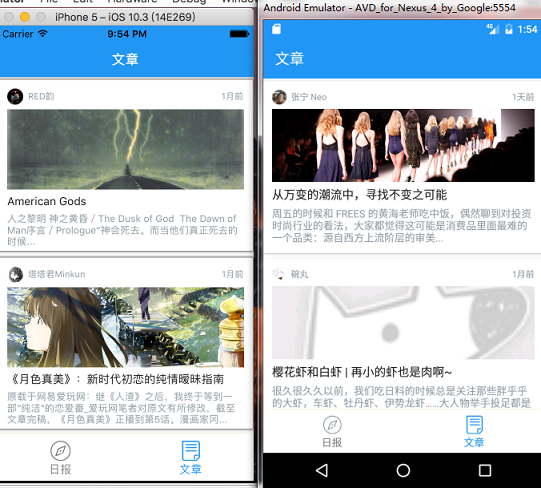 iPhone 5 – iOS 10.3 (14E269)
Carrier
9:54 PM
文章
RED韵
1月前
American Gods
人之黎明 神之黄昏 / The Dusk of God The Dawn of
Man序言 / Prologue“神会死去。而当他们真正死去的
时候...
塔塔君Minkun
1月前
《月色真美》：新时代初恋的纯情暧昧指南
原载于网易爱玩网：继《人渣》之后，我终于等到一
部“纯洁”的恋爱番_爱玩网笔者对原文有所修改，截至
文章完稿，《月色真美》正播到第5话。漫画家冈...
日报
文章
Android Emulator - AVD_for_Nexus_4_by_Google:5554
4G
1:54
文章
张宁 Neo
1天前
从万变的潮流中，寻找不变之可能
周五的时候和 FREES 的黄海老师吃中饭，偶然聊到对投资
时尚行业的看法，大家都觉得这可能是消费品里面最难的
一个品类：源自西方上流阶层的审美...
碗丸
1月前
樱花虾和白虾 | 再小的虾也是肉啊~
很久很久久以前，我们吃日料的时候总是关注那些胖乎乎
的大虾，车虾、牡丹虾、伊势龙虾......大人物举手投足都是
日报
文章